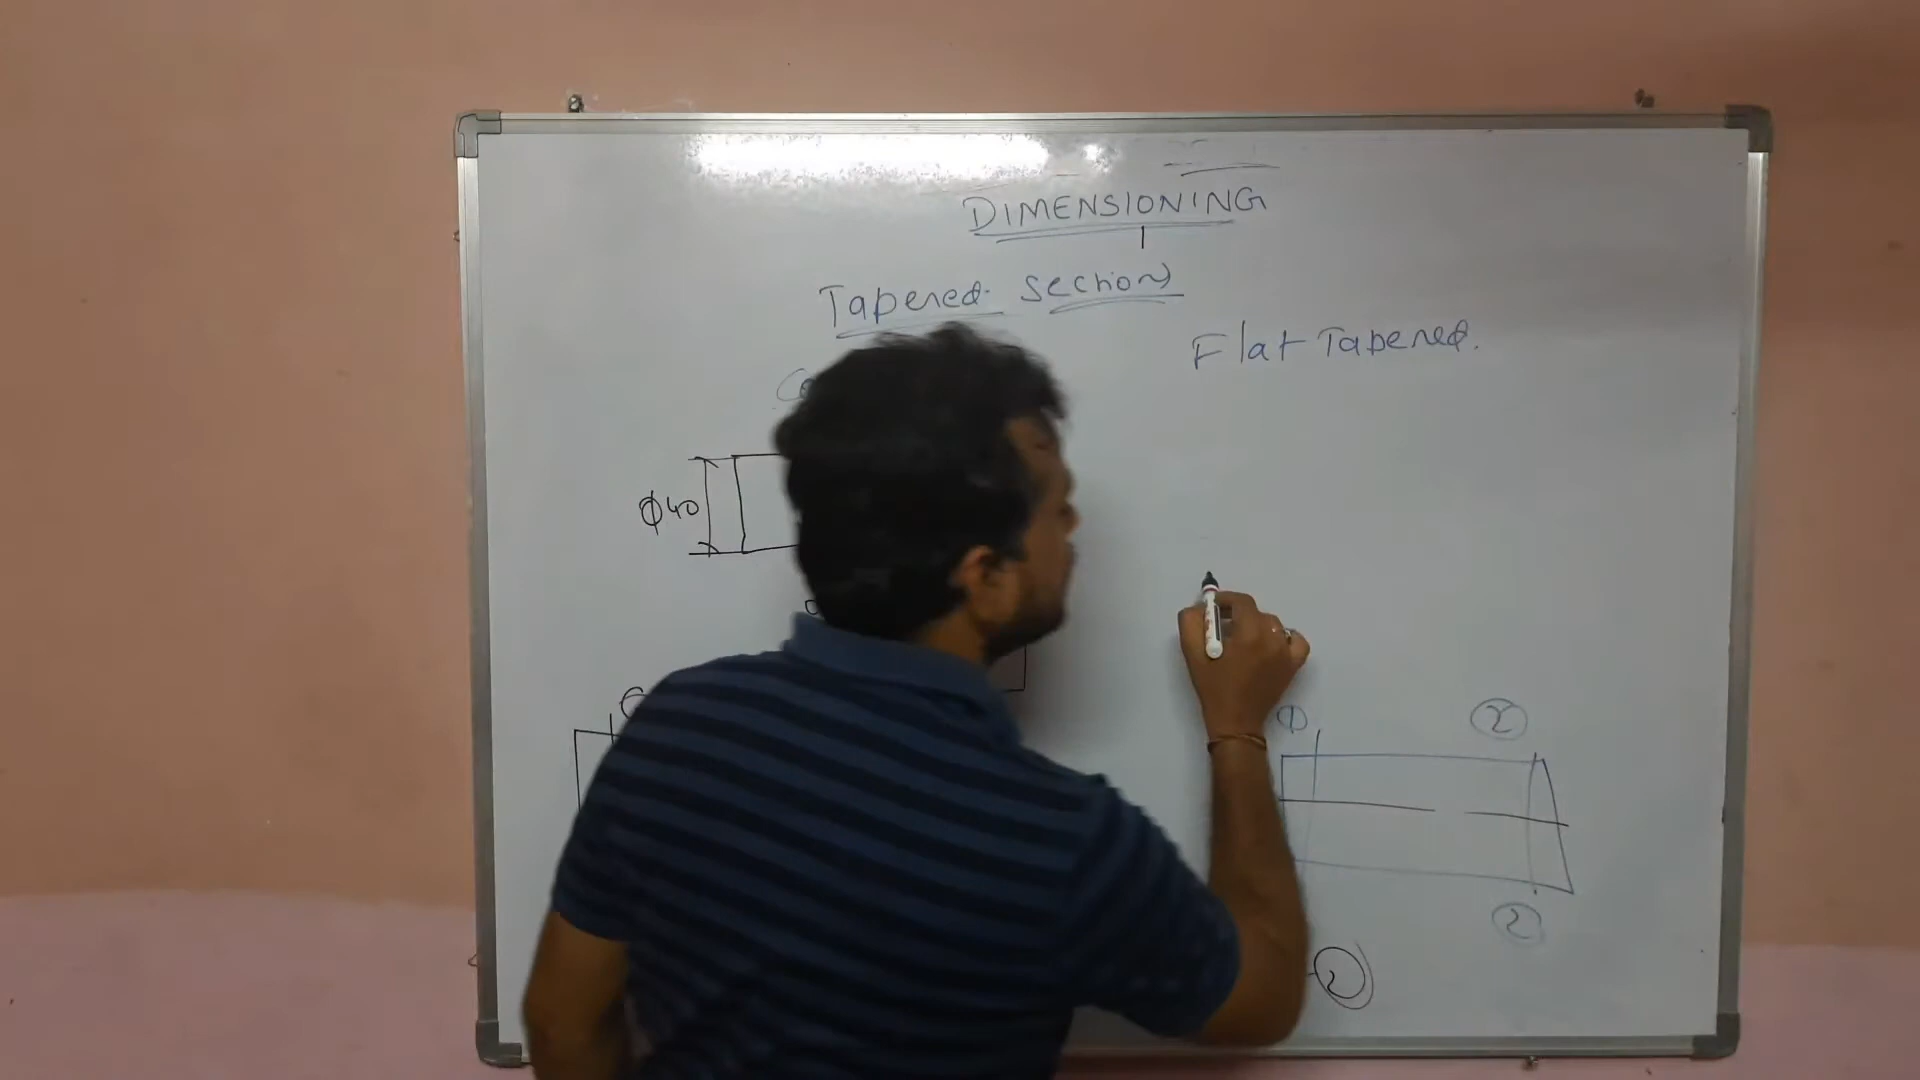 DIMENSIONING
Tapered Section
Flat Tapered.
φ40
1
2
2
2